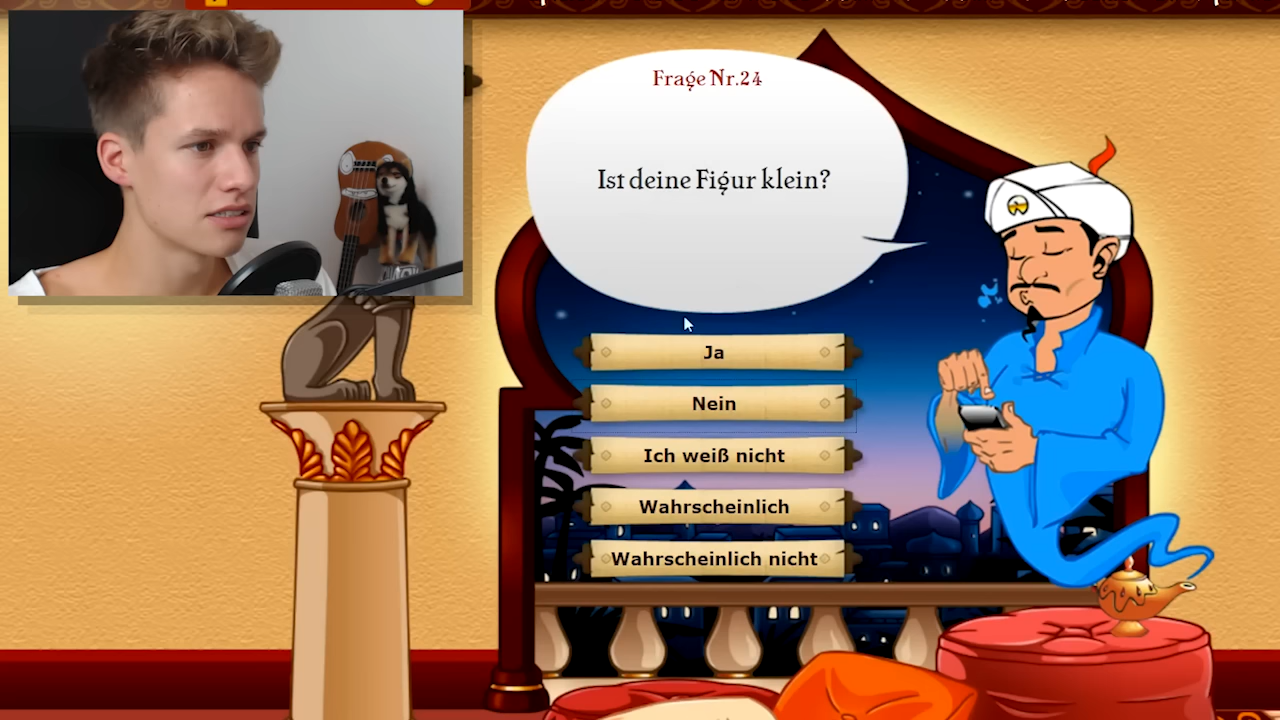 Frage Nr.24
Ist deine Figur klein?
Ja
Nein
Ich weiß nicht
Wahrscheinlich
Wahrscheinlich nicht